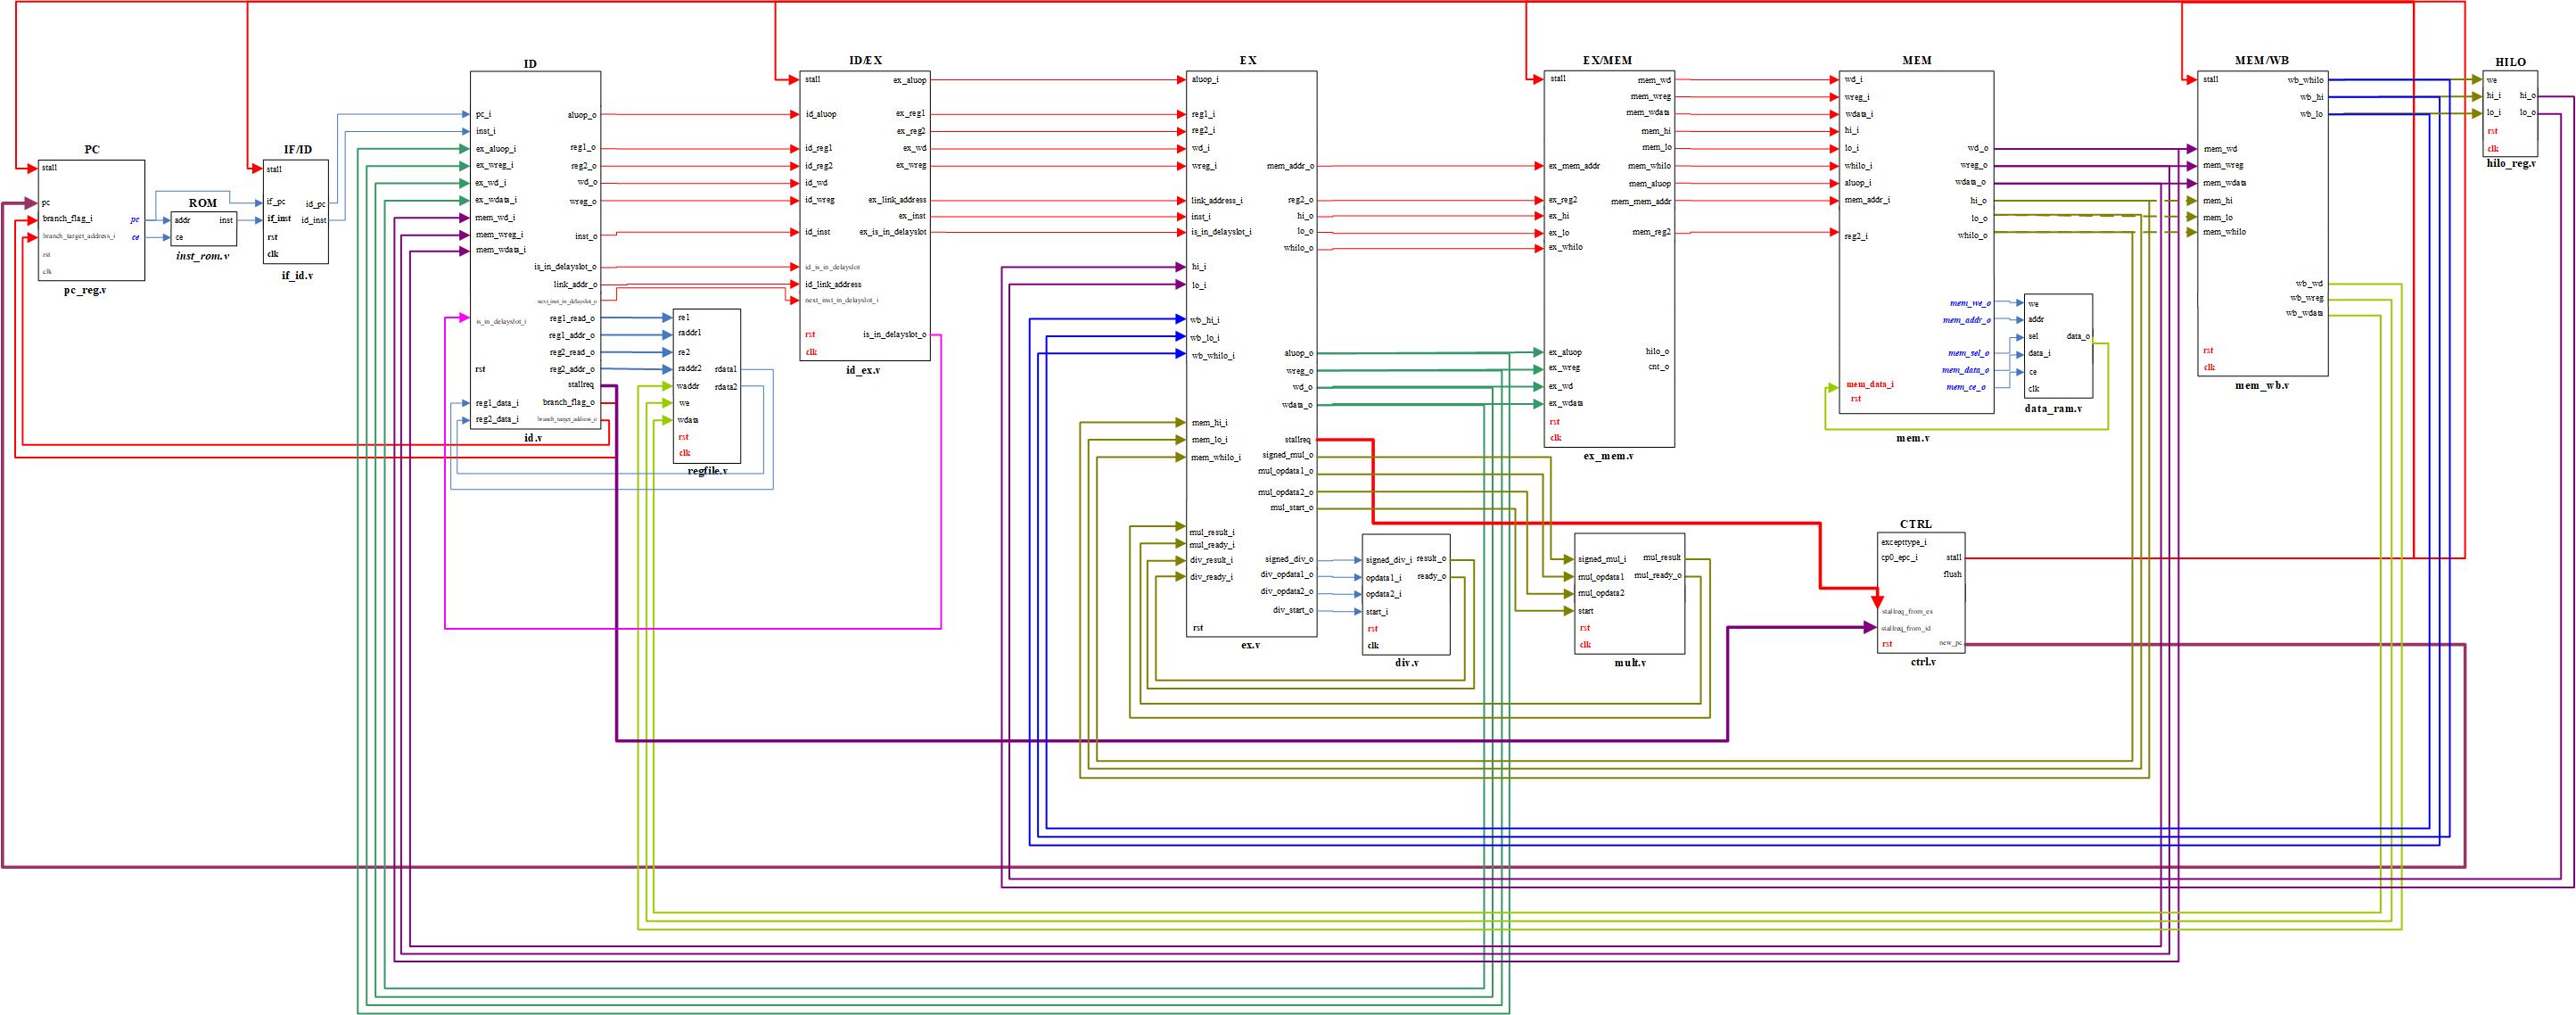 PC
stall
pc
branch_flag_i
branch_target_address_i
rst
clk
pc
ce
pc_reg.v
ROM
addr
inst
ce
inst_rom.v
IF/ID
stall
if_pc
if_inst
rst
clk
id_pc
id_inst
if_id.v
ID
pc_i
inst_i
ex_aluop_i
ex_wreg_i
ex_wd_i
ex_wdata_i
mem_wd_i
mem_wreg_i
mem_wdata_i
is_in_delayslot_i
rst
reg1_data_i
reg2_data_i
aluop_o
reg1_o
reg2_o
wd_o
wreg_o
inst_o
is_in_delayslot_o
link_addr_o
next_inst_in_delayslot_o
reg1_read_o
reg1_addr_o
reg2_read_o
reg2_addr_o
stallreq
branch_flag_o
branch_target_address_o
id.v
re1
raddr1
re2
raddr2
waddr
we
wdata
rst
clk
rdata1
rdata2
regfile.v
ID/EX
stall
id_aluop
id_reg1
id_reg2
id_wd
id_wreg
id_inst
id_is_in_delayslot
id_link_address
next_inst_in_delayslot_i
rst
clk
ex_aluop
ex_reg1
ex_reg2
ex_wd
ex_wreg
ex_link_address
ex_inst
ex_is_in_delayslot
is_in_delayslot_o
id_ex.v
EX
aluop_i
reg1_i
reg2_i
wd_i
wreg_i
link_address_i
inst_i
is_in_delayslot_i
hi_i
lo_i
wb_hi_i
wb_lo_i
wb_whilo_i
mem_hi_i
mem_lo_i
mem_whilo_i
mul_result_i
mul_ready_i
div_result_i
div_ready_i
rst
mem_addr_o
reg2_o
hi_o
lo_o
whilo_o
aluop_o
wreg_o
wd_o
wdata_o
stallreq
signed_mul_o
mul_opdata1_o
mul_opdata2_o
mul_start_o
signed_div_o
div_opdata1_o
div_opdata2_o
div_start_o
ex.v
signed_div_i
opdata1_i
opdata2_i
start_i
rst
clk
result_o
ready_o
div.v
EX/MEM
stall
ex_mem_addr
ex_reg2
ex_hi
ex_lo
ex_whilo
ex_aluop
ex_wreg
ex_wd
ex_wdata
rst
clk
mem_wd
mem_wreg
mem_wdata
mem_hi
mem_lo
mem_whilo
mem_aluop
mem_mem_addr
mem_reg2
hilo_o
cnt_o
ex_mem.v
signed_mul_i
mul_opdata1
mul_opdata2
start
rst
clk
mul_result
mul_ready_o
mult.v
MEM
wd_i
wreg_i
wdata_i
hi_i
lo_i
whilo_i
aluop_i
mem_addr_i
reg2_i
mem_data_i
rst
wd_o
wreg_o
wdata_o
hi_o
lo_o
whilo_o
mem_we_o
mem_addr_o
mem_sel_o
mem_data_o
mem_ce_o
mem.v
we
addr
sel
data_i
ce
clk
data_o
data_ram.v
CTRL
excepttype_i
cp0_epc_i
stallreq_from_ex
stallreq_from_id
rst
stall
flush
new_pc
ctrl.v
MEM/WB
stall
mem_wd
mem_wreg
mem_wdata
mem_hi
mem_lo
mem_whilo
rst
clk
wb_whilo
wb_hi
wb_lo
wb_wd
wb_wreg
wb_wdata
mem_wb.v
HILO
we
hi_i
lo_i
rst
clk
hi_o
lo_o
hilo_reg.v